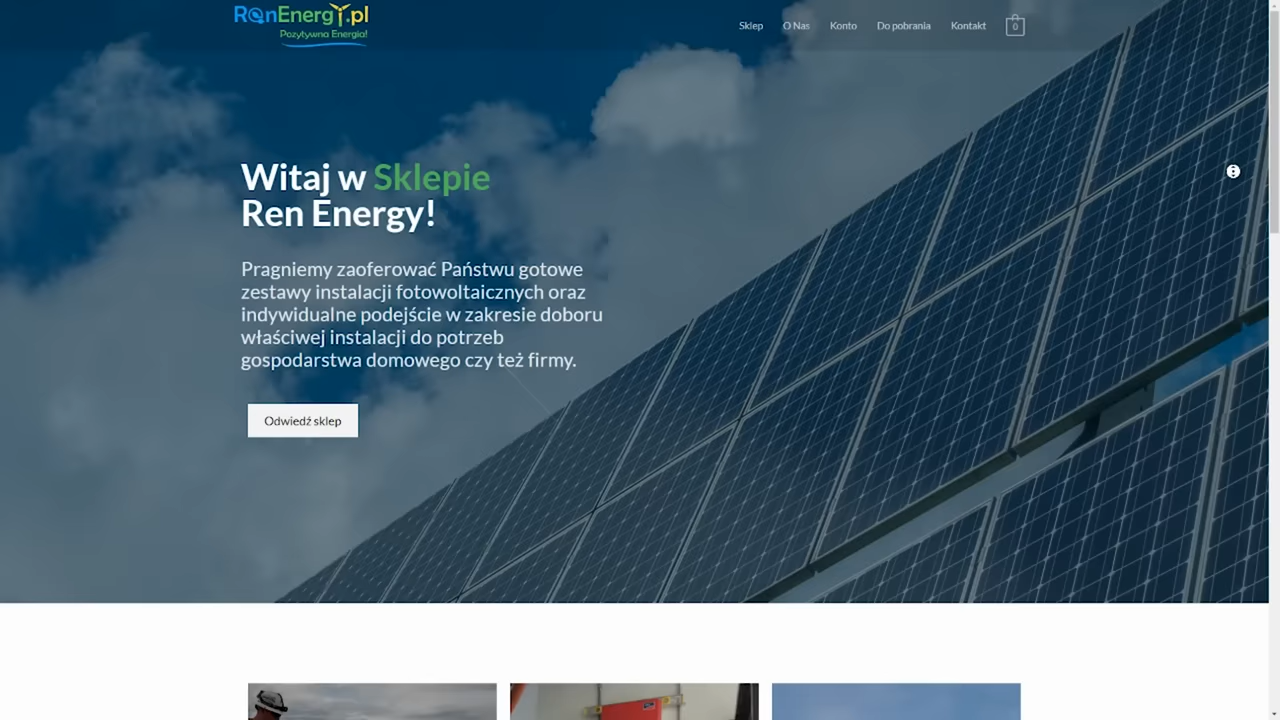 RenEnergy.pl
Pozytywna Energia!
Sklep
O Nas
Konto
Do pobrania
Kontakt
0
Witaj w Sklepie
Ren Energy!
Pragniemy zaoferować Państwu gotowe
zestawy instalacji fotowoltaicznych oraz
indywidualne podejście w zakresie doboru
właściwej instalacji do potrzeb
gospodarstwa domowego czy też firmy.
Odwiedź sklep